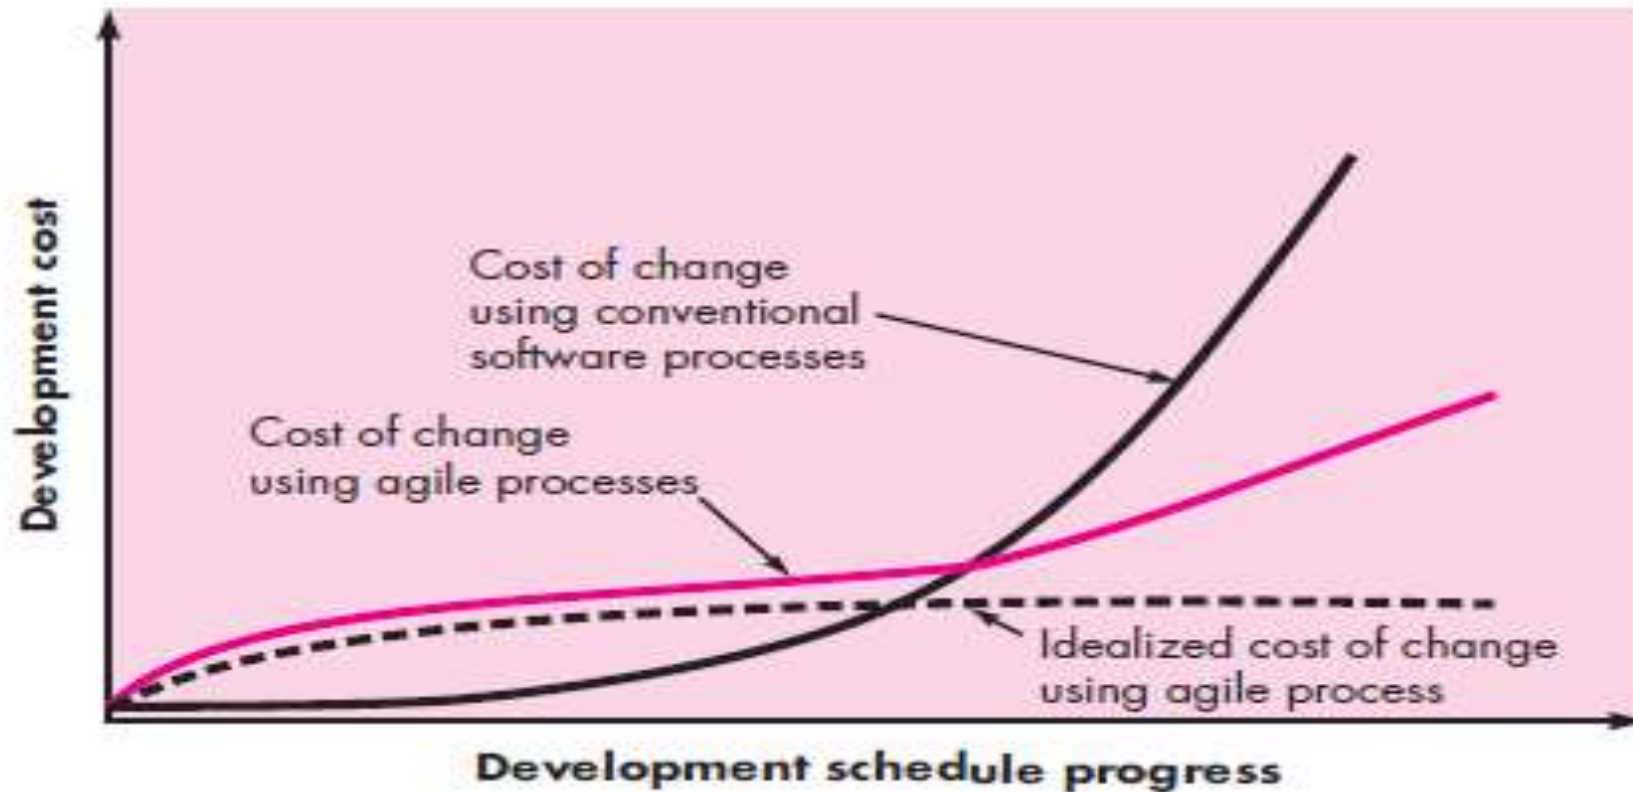 Development cost
Cost of change
using conventional
software processes
Cost of change
using agile processes
Idealized cost of change
using agile process
Development schedule progress